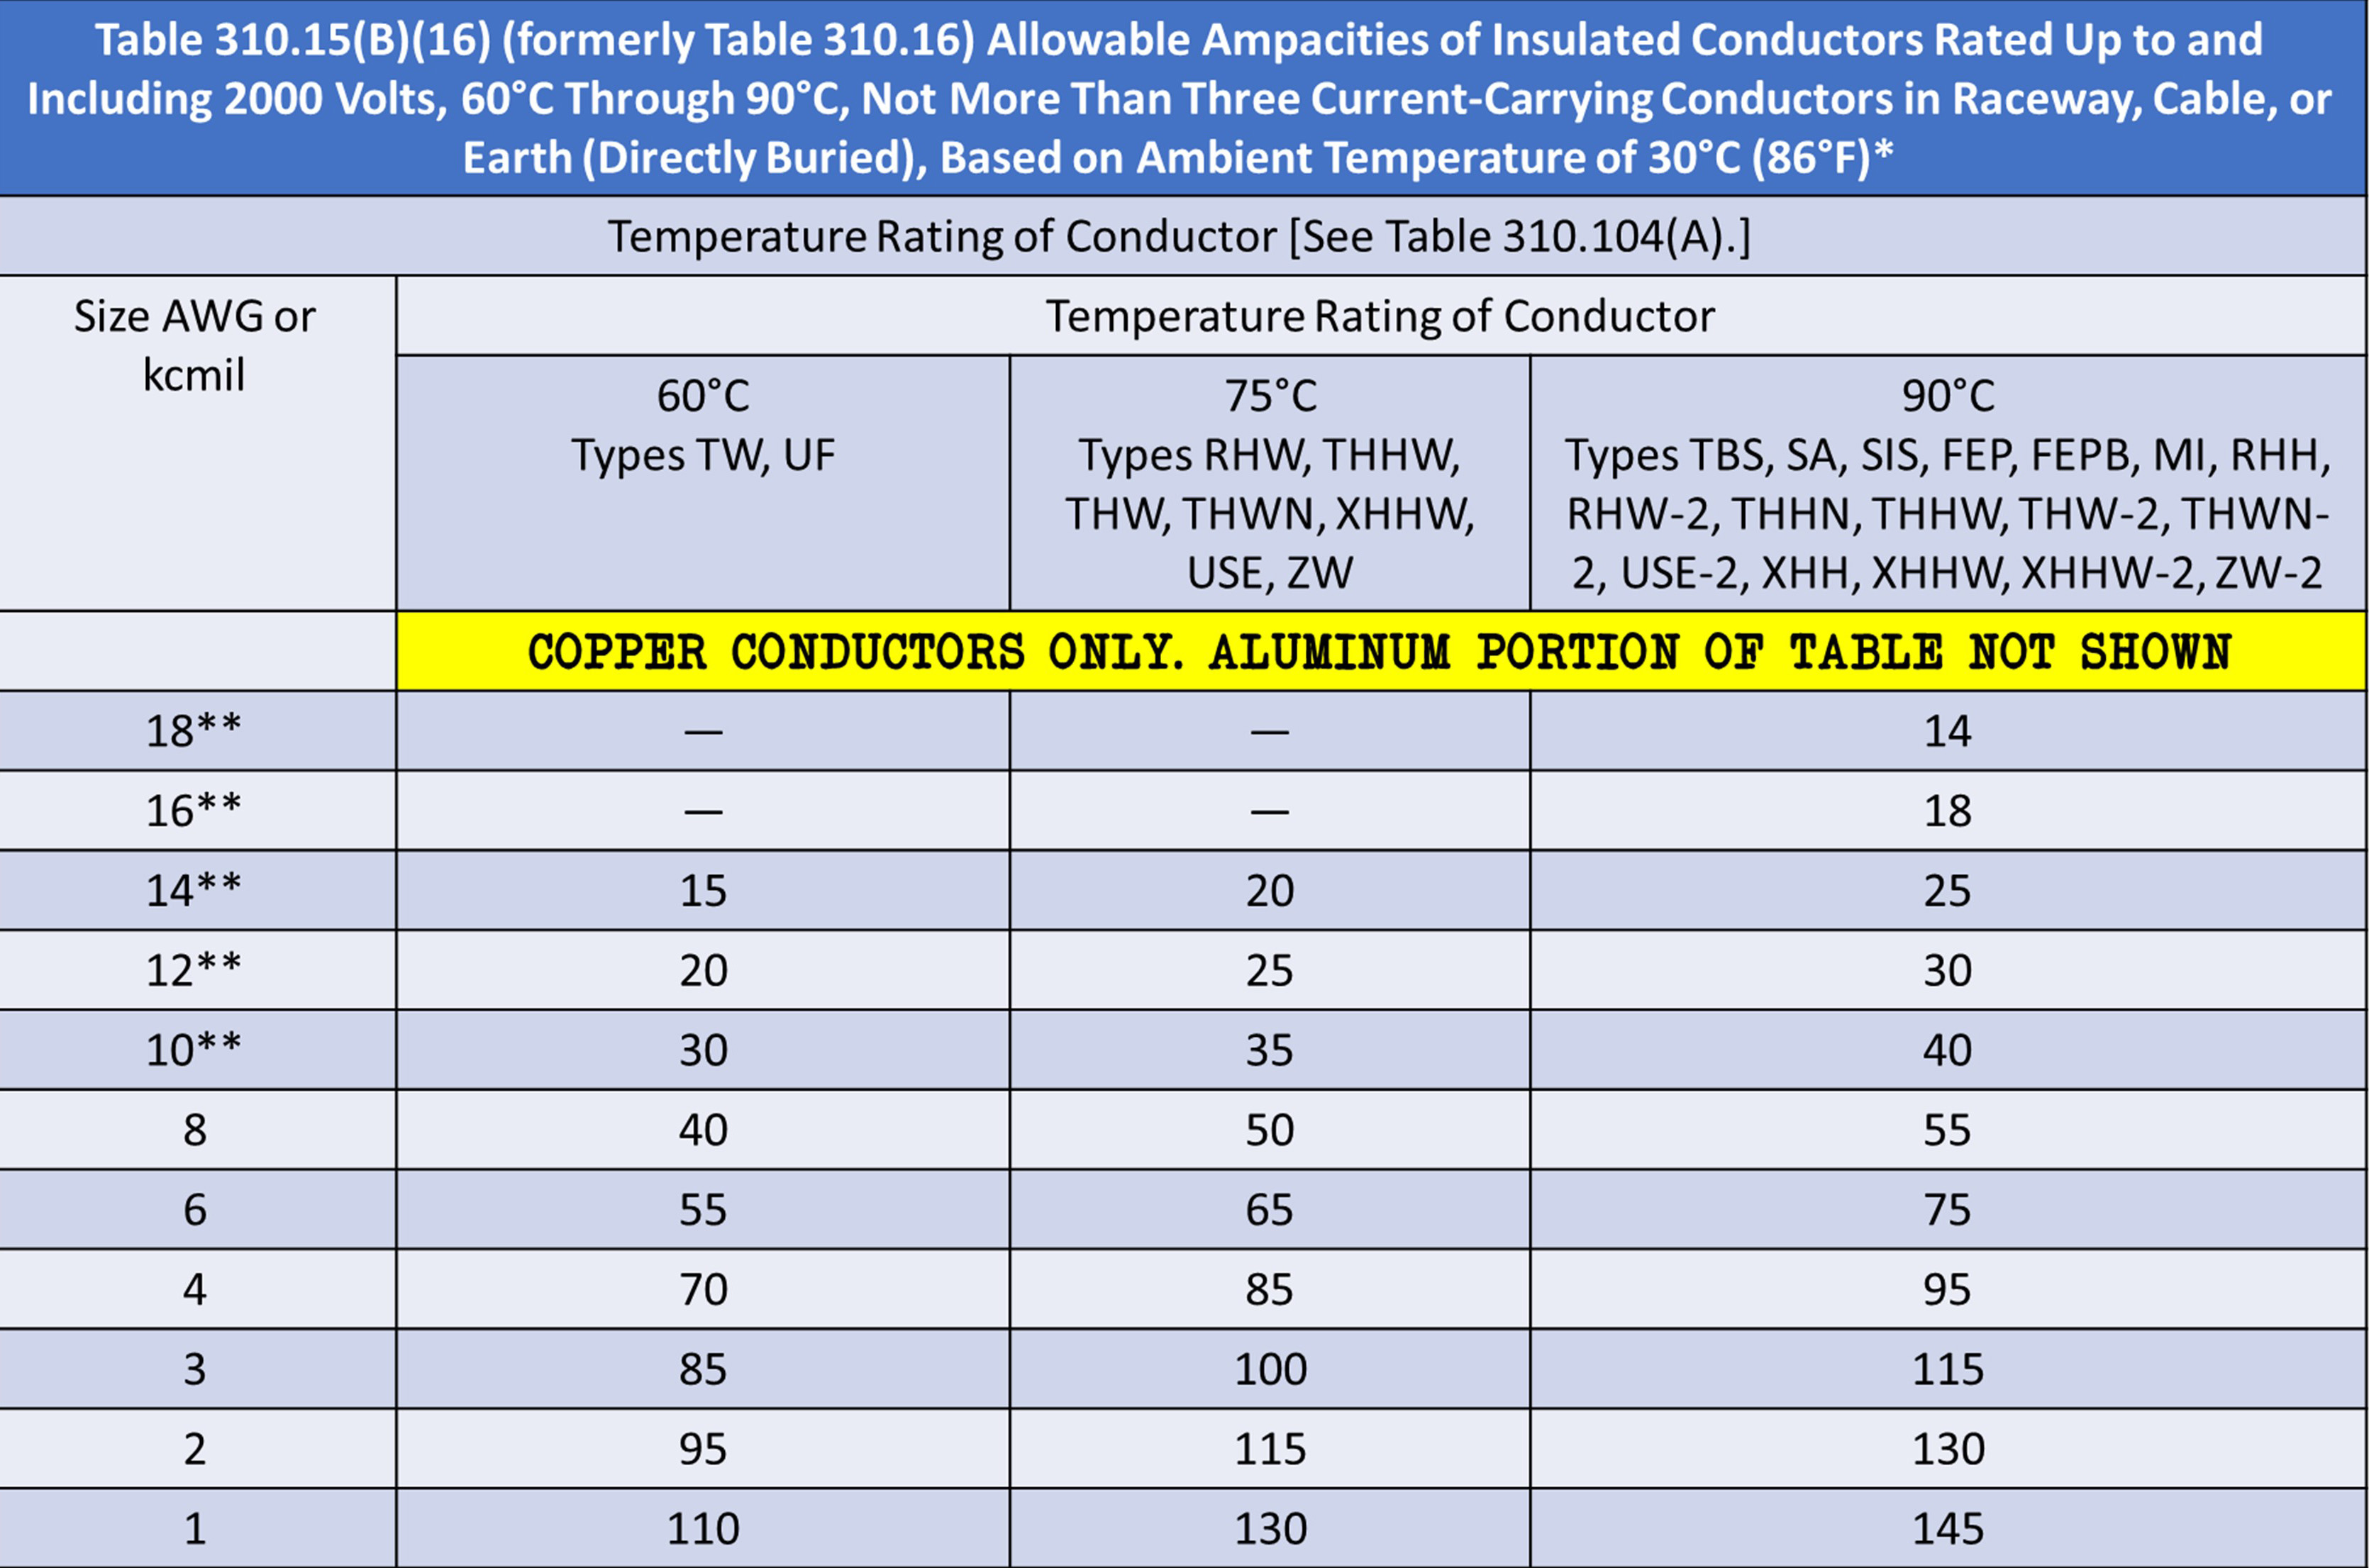 Table 310.15(B)(16) (formerly Table 310.16) Allowable Ampacities of Insulated Conductors Rated Up to and
Including 2000 Volts, 60°C Through 90°C, Not More Than Three Current-Carrying Conductors in Raceway, Cable, or
Earth (Directly Buried), Based on Ambient Temperature of 30°C (86°F)*
Temperature Rating of Conductor [See Table 310.104(A).]
Size AWG or
kcmil
Temperature Rating of Conductor
60°C
Types TW, UF
75°C
Types RHW, THHW,
THW, THWN, XHHW,
USE, ZW
90°C
Types TBS, SA, SIS, FEP, FEPB, MI, RHH,
RHW-2, THHN, THHW, THW-2, THWN-
2, USE-2, XHH, XHHW, XHHW-2, ZW-2
COPPER CONDUCTORS ONLY. ALUMINUM PORTION OF TABLE NOT SHOWN
18** — — 14
16** — — 18
14** 15 20 25
12** 20 25 30
10** 30 35 40
8 40 50 55
6 55 65 75
4 70 85 95
3 85 100 115
2 95 115 130
1 110 130 145